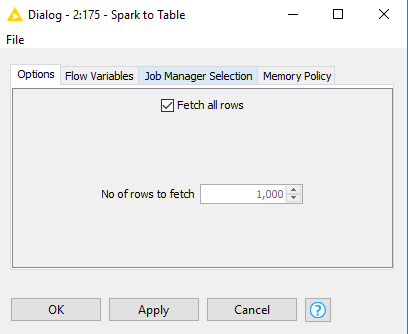 Dialog - 2:175 - Spark to Table
File
Options Flow Variables Job Manager Selection Memory Policy
Fetch all rows
No of rows to fetch 1,000
OK Apply Cancel ?